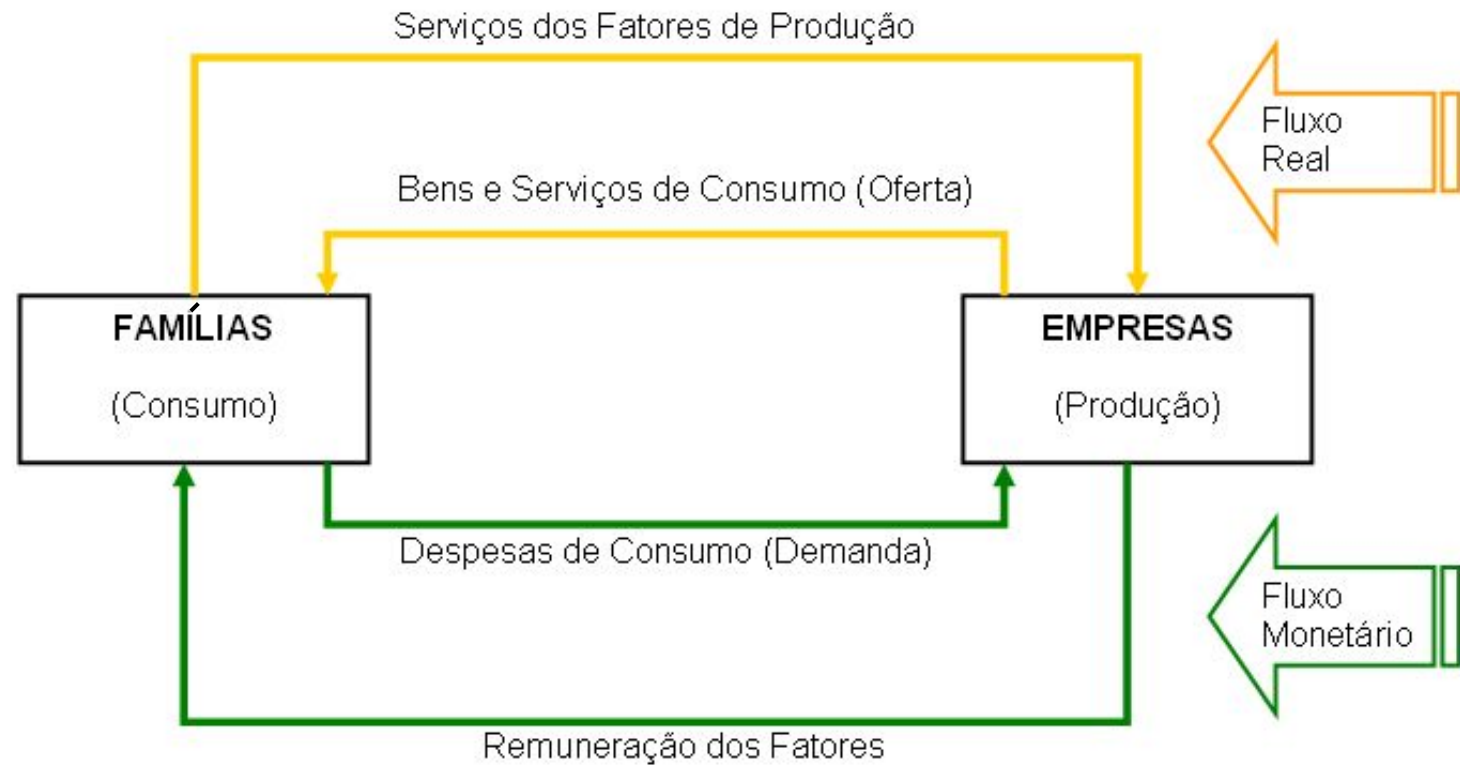 Serviços dos Fatores de Produção
Fluxo
Real
Bens e Serviços de Consumo (Oferta)
FAMÍLIAS
(Consumo)
EMPRESAS
(Produção)
Despesas de Consumo (Demanda)
Fluxo
Monetário
Remuneração dos Fatores